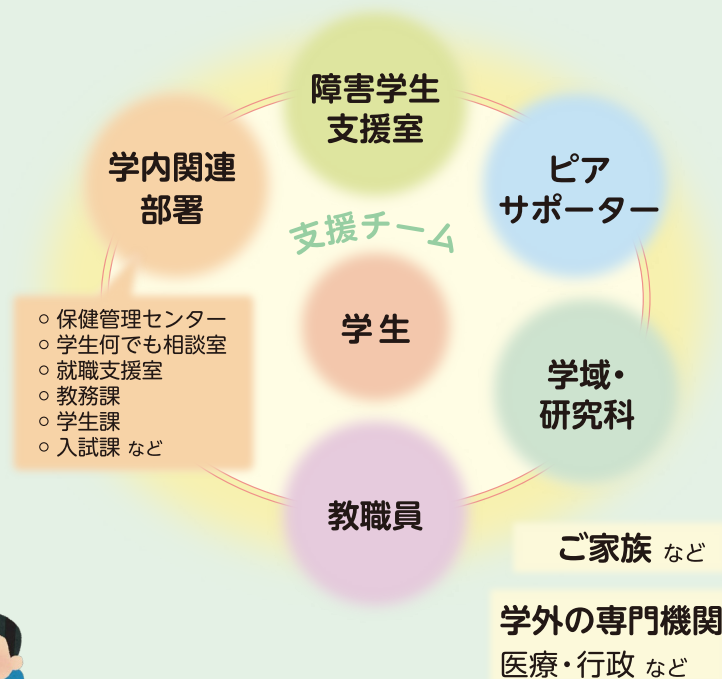 障害学生
支援室
学内関連
部署
ピア
サポーター
支援チーム
学生
○ 保健管理センター
○ 学生何でも相談室
○ 就職支援室
○ 教務課
○ 学生課
○ 入試課 など
学域・
研究科
教職員
ご家族 など
学外の専門機関
医療・行政 など